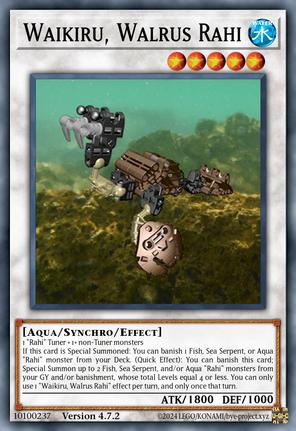 Waikiru, Walrus Rahi
WATER
水
[Aqua/Synchro/Effect]
1 "Rahi" Tuner + 1+ non-Tuner monsters
If this card is Special Summoned: You can banish 1 Fish, Sea Serpent, or Aqua
"Rahi" monster from your Deck. (Quick Effect): You can banish this card;
Special Summon up to 2 Fish, Sea Serpent, and/or Aqua "Rahi" monsters from
your GY and/or banishment, whose total Levels equal 4 or less. You can only
use 1 "Waikiru, Walrus Rahi" effect per turn, and only once that turn.
ATK/1800 DEF/1000
10100237 Version 4.7.2 ©2024 LEGO/KONAMI/bye-project.xyz